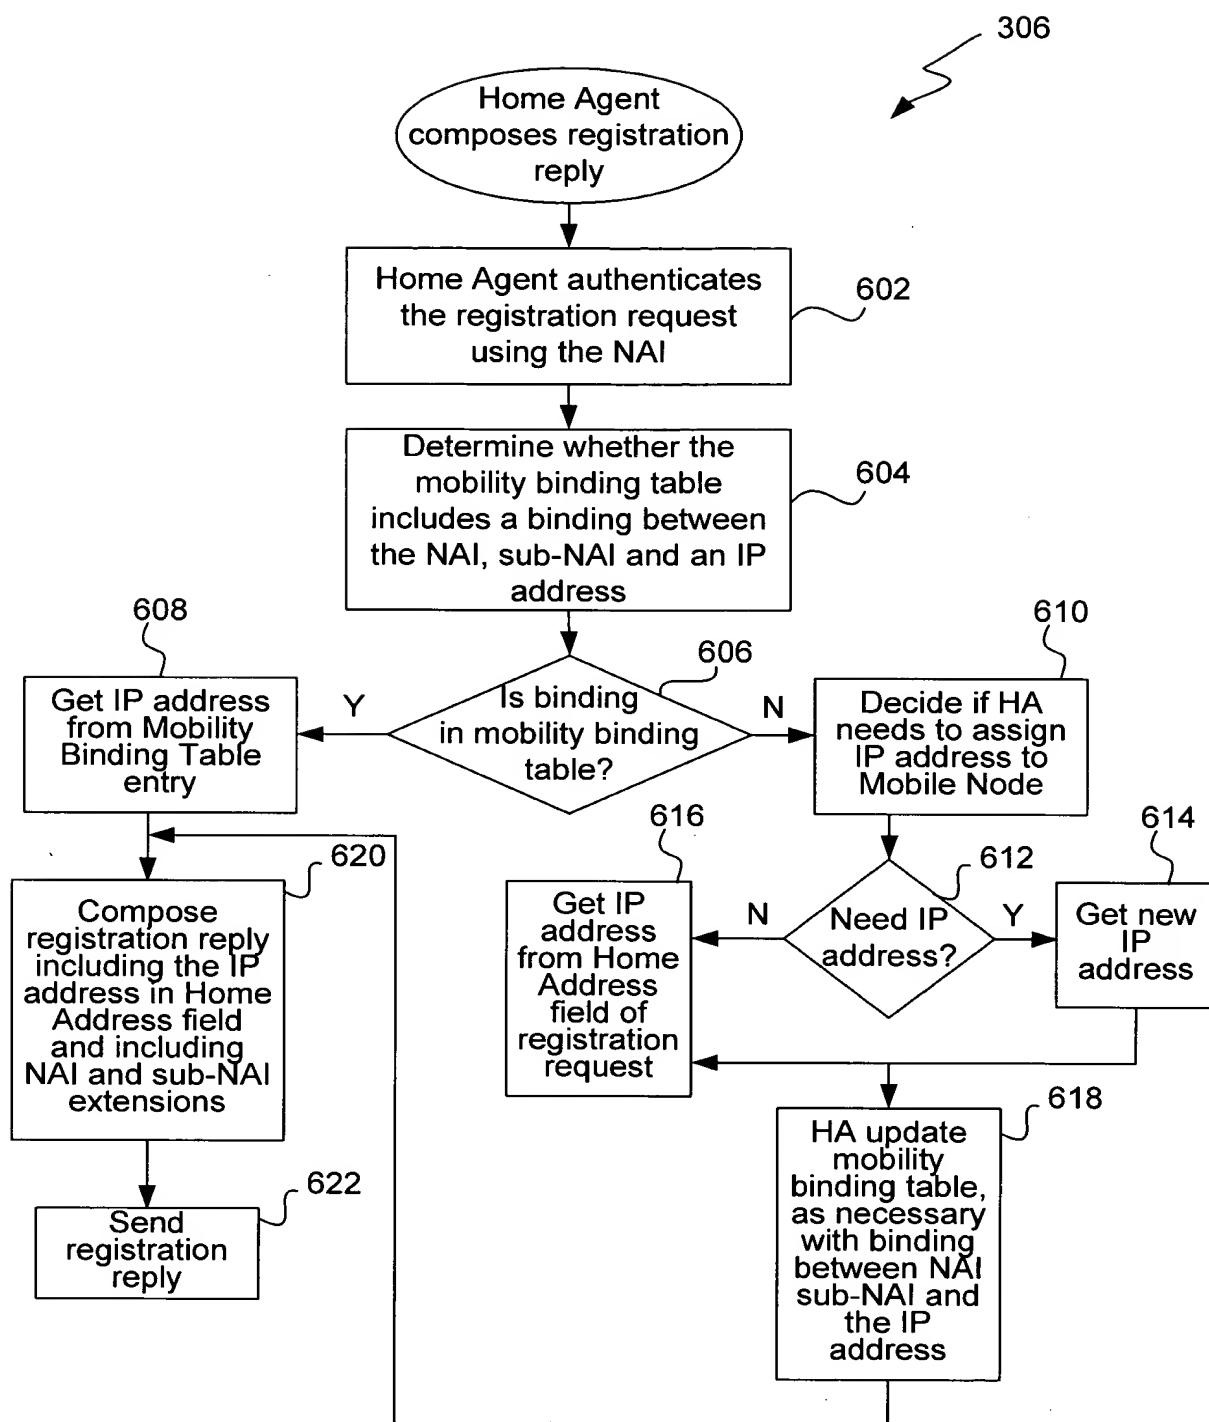 306
Home Agent
composes registration
reply
Home Agent authenticates
the registration request
using the NAI
602
Determine whether the
mobility binding table
includes a binding between
the NAI, sub-NAI and an IP
address
604
606
Is binding
in mobility binding
table?
Y
N
608
Get IP address
from Mobility
Binding Table
entry
610
Decide if HA
needs to assign
IP address to
Mobile Node
612
Need IP
address?
N
Y
616
Get IP
address
from Home
Address
field of
registration
request
614
Get new
IP
address
620
Compose
registration reply
including the IP
address in Home
Address field
and including
NAI and sub-NAI
extensions
618
HA update
mobility
binding table,
as necessary
with binding
between NAI
sub-NAI and
the IP
address
622
Send
registration
reply